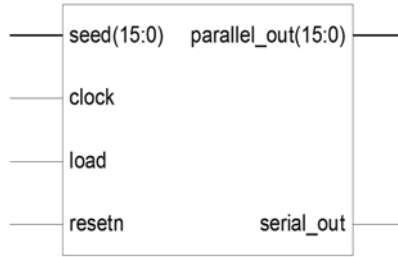 seed(15:0) parallel_out(15:0)
clock
load
resetn serial_out